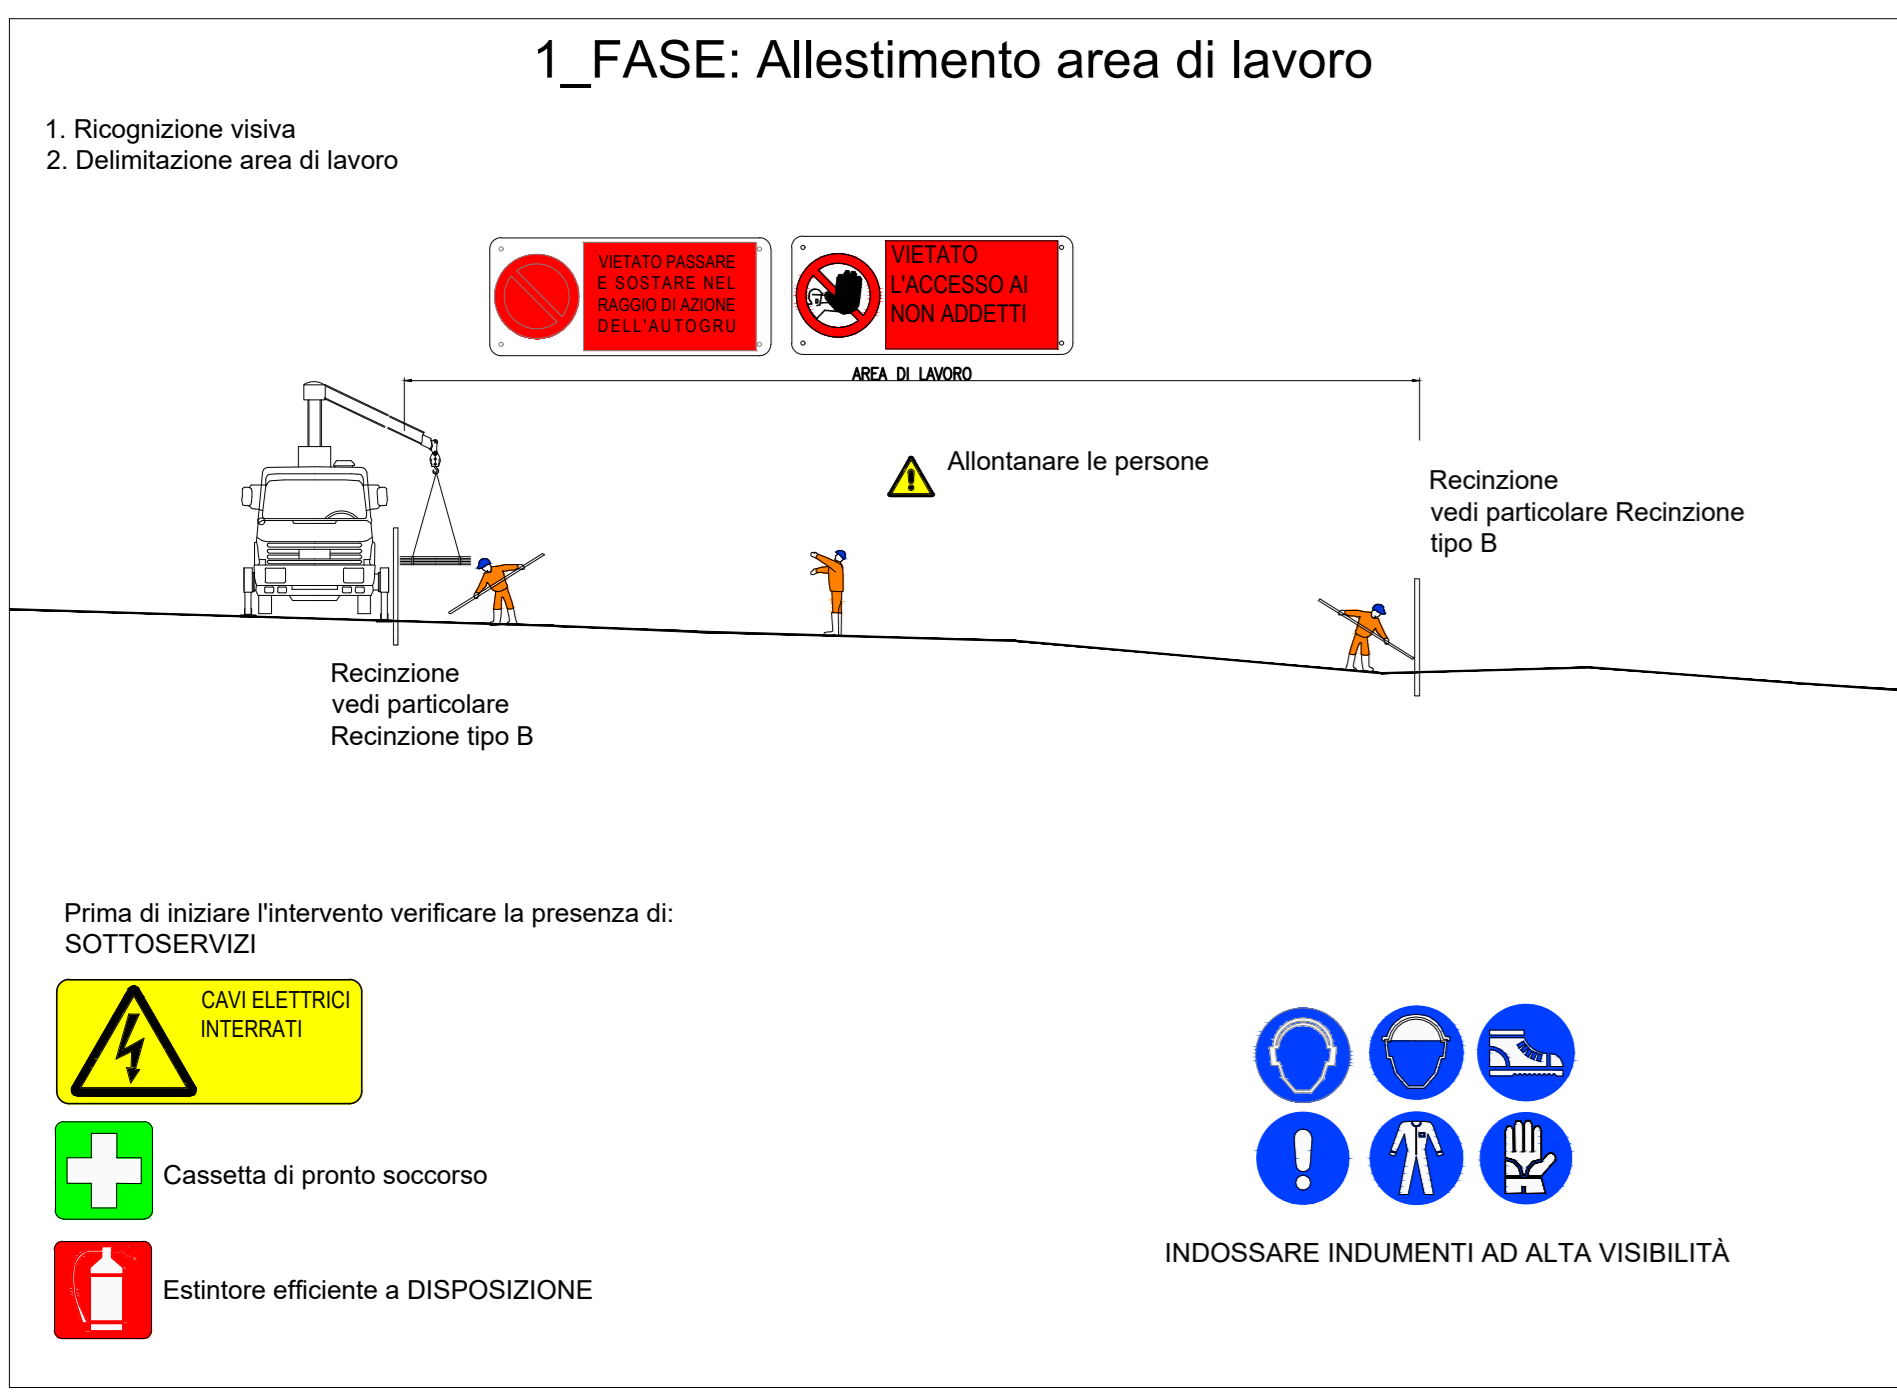 1_FASE: Allestimento area di lavoro
1. Ricognizione visiva
2. Delimitazione area di lavoro
VIETATO PASSARE
E SOSTARE NEL
RAGGIO DI AZIONE
DELL'AUTOGRU
VIETATO
L'ACCESSO AI
NON ADDETTI
AREA DI LAVORO
Allontanare le persone
Recinzione
vedi particolare Recinzione
tipo B
Recinzione
vedi particolare
Recinzione tipo B
Prima di iniziare l'intervento verificare la presenza di:
SOTTOSERVIZI
CAVI ELETTRICI
INTERRATI
Cassetta di pronto soccorso
Estintore efficiente a DISPOSIZIONE
INDOSSARE INDUMENTI AD ALTA VISIBILITÀ